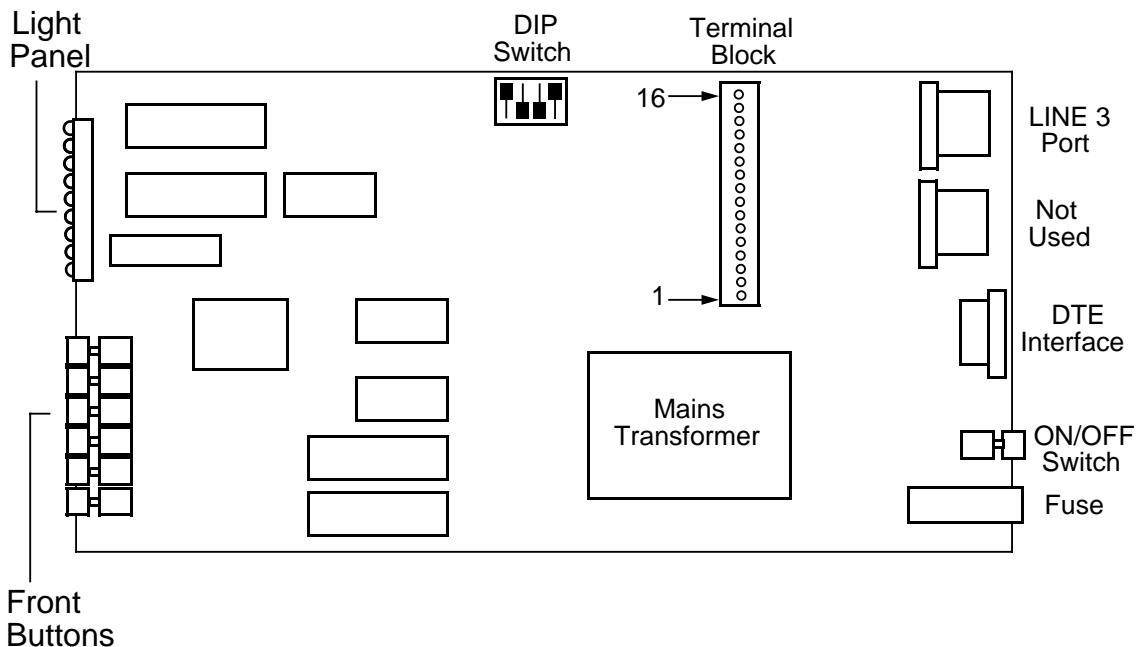 Light
Panel
DIP
Switch
Terminal
Block
16
LINE 3
Port
Not
Used
1
DTE
Interface
Mains
Transformer
ON/OFF
Switch
Fuse
Front
Buttons